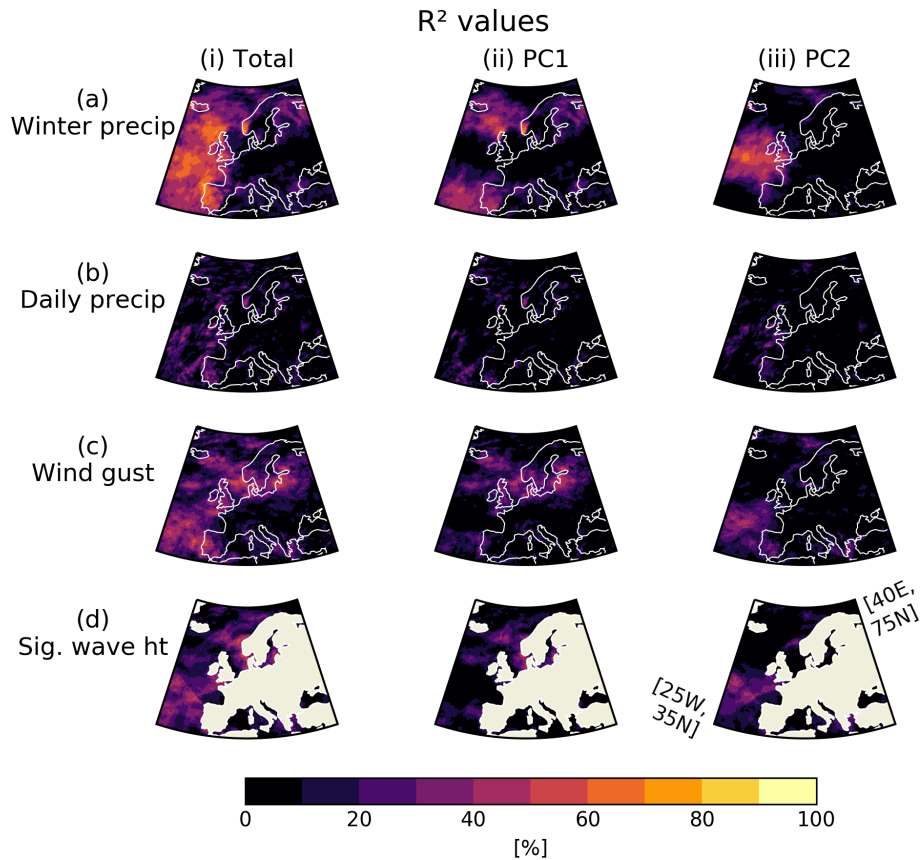 R² values
(i) Total
(ii) PC1
(iii) PC2
(a)
Winter precip
(b)
Daily precip
(c)
Wind gust
(d)
Sig. wave ht
[40E,
75N]
[25W,
35N]
0
20
40
60
80
100
[%]